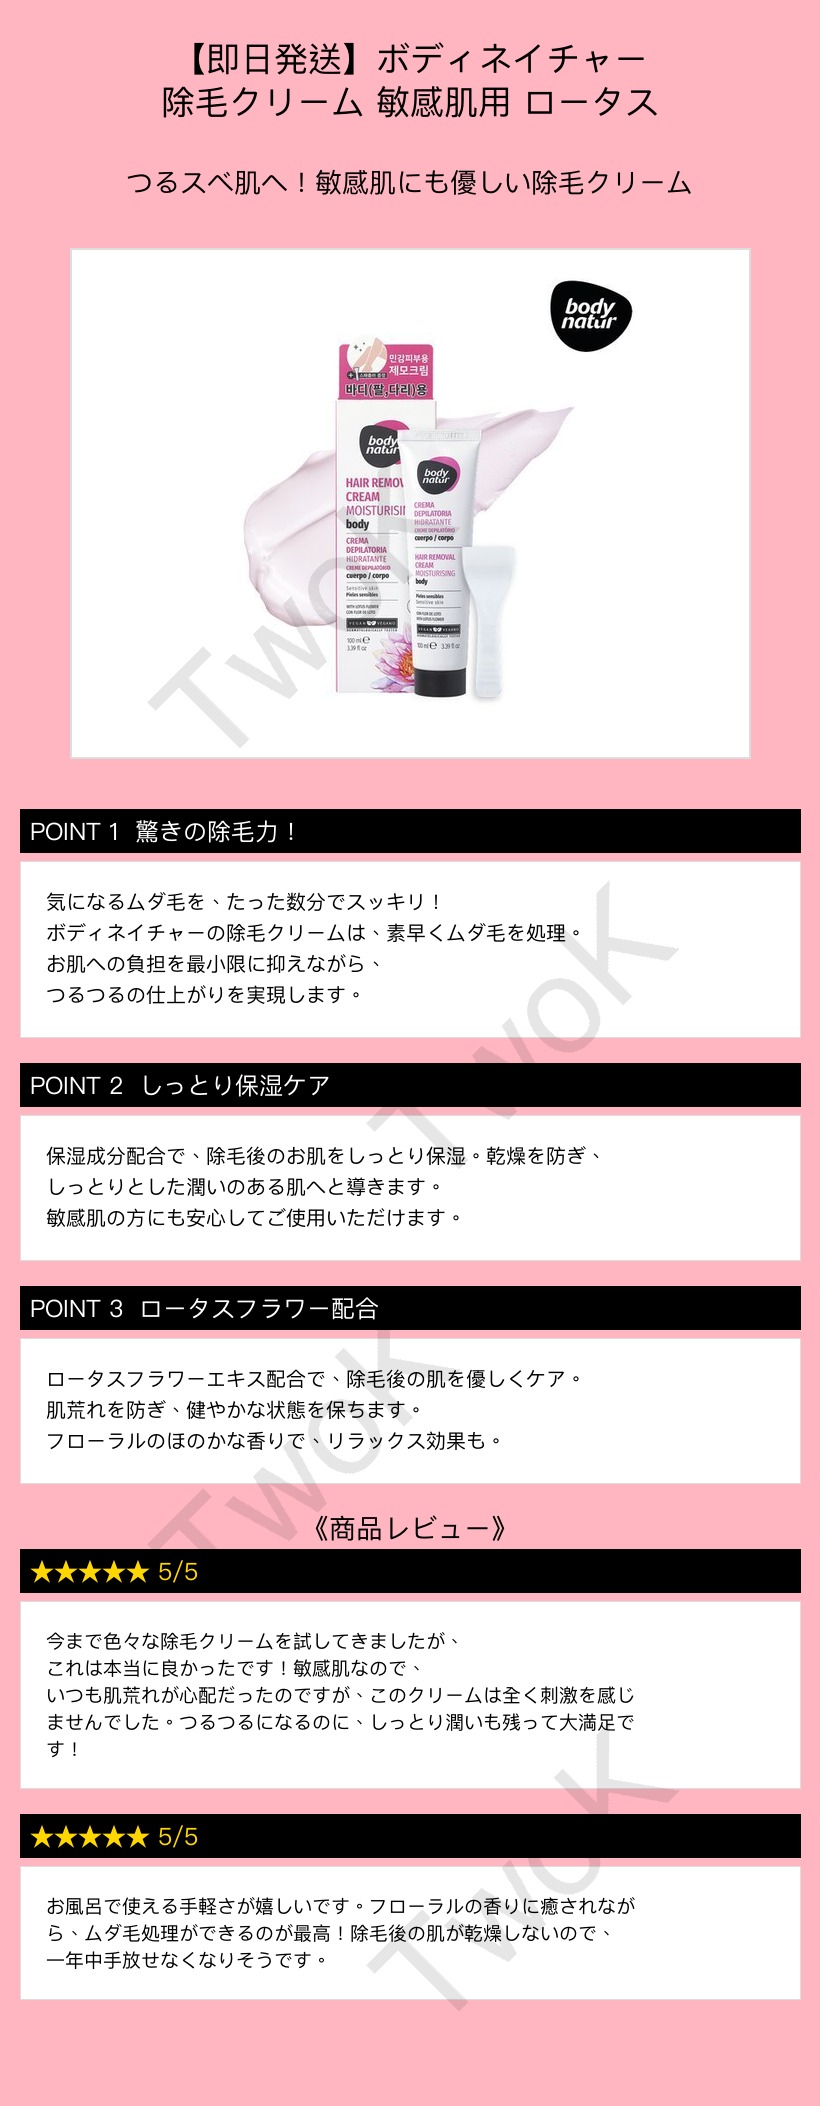 【即日発送】ボディネイチャー
除毛クリーム 敏感肌用 ロータス
つるスベ肌へ！敏感肌にも優しい除毛クリーム
body
natur
민감피부용
제모크림
바디(팔,다리)용
body
natur
HAIR REMOV
CREAM
MOISTURISI
body
CREMA
DEPILATORIA
HIDRATANTE
CREME DEPILATÓRIO
cuerpo / corpo
Sensitive skin
Pieles sensibles
WITH LOTUS FLOWER
CON FLOR DE LOTO
VEGAN VEGANO
DERMATOLOGICALLY TESTED
100 ml ℮
3.39 fl oz
body
natur
CREMA
DEPILATORIA
HIDRATANTE
CREME DEPILATÓRIO
cuerpo / corpo
HAIR REMOVAL
CREAM
MOISTURISING
body
Pieles sensibles
Sensitive skin
CON FLOR DE LOTO
WITH LOTUS FLOWER
VEGAN VEGANO
100 ml ℮ 3.39 fl oz
TwoK
POINT 1 驚きの除毛力！
気になるムダ毛を、たった数分でスッキリ！
ボディネイチャーの除毛クリームは、素早くムダ毛を処理。
お肌への負担を最小限に抑えながら、
つるつるの仕上がりを実現します。
TwoK
POINT 2 しっとり保湿ケア
保湿成分配合で、除毛後のお肌をしっとり保湿。乾燥を防ぎ、
しっとりとした潤いのある肌へと導きます。
敏感肌の方にも安心してご使用いただけます。
POINT 3 ロータスフラワー配合
ロータスフラワーエキス配合で、除毛後の肌を優しくケア。
肌荒れを防ぎ、健やかな状態を保ちます。
フローラルのほのかな香りで、リラックス効果も。
TwoK
《商品レビュー》
★★★★★ 5/5
今まで色々な除毛クリームを試してきましたが、
これは本当に良かったです！敏感肌なので、
いつも肌荒れが心配だったのですが、このクリームは全く刺激を感じ
ませんでした。つるつるになるのに、しっとり潤いも残って大満足で
す！
★★★★★ 5/5
お風呂で使える手軽さが嬉しいです。フローラルの香りに癒されなが
ら、ムダ毛処理ができるのが最高！除毛後の肌が乾燥しないので、
一年中手放せなくなりそうです。
TwoK